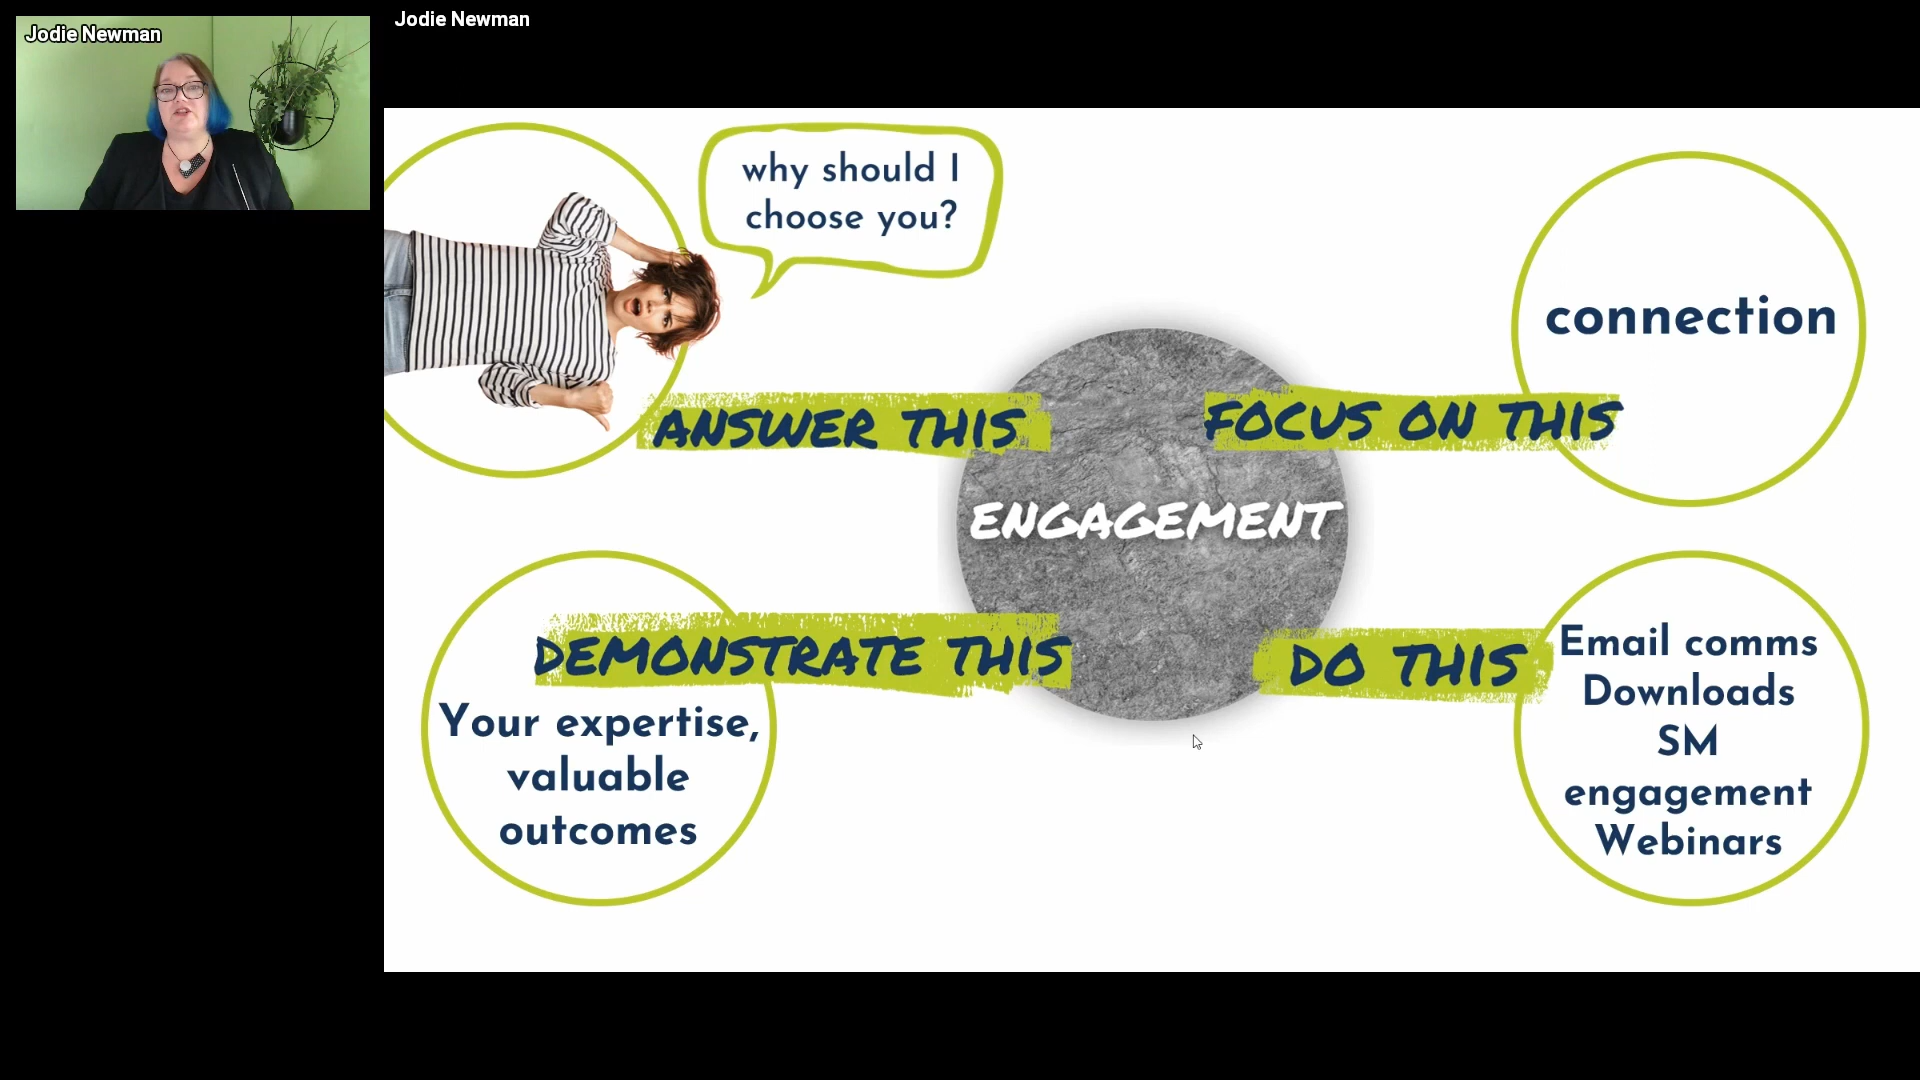 Jodie Newman
Jodie Newman
why should I
choose you?
connection
ANSWER THIS
FOCUS ON THIS
ENGAGEMENT
DEMONSTRATE THIS
DO THIS
Your expertise,
valuable
outcomes
Email comms
Downloads
SM
engagement
Webinars